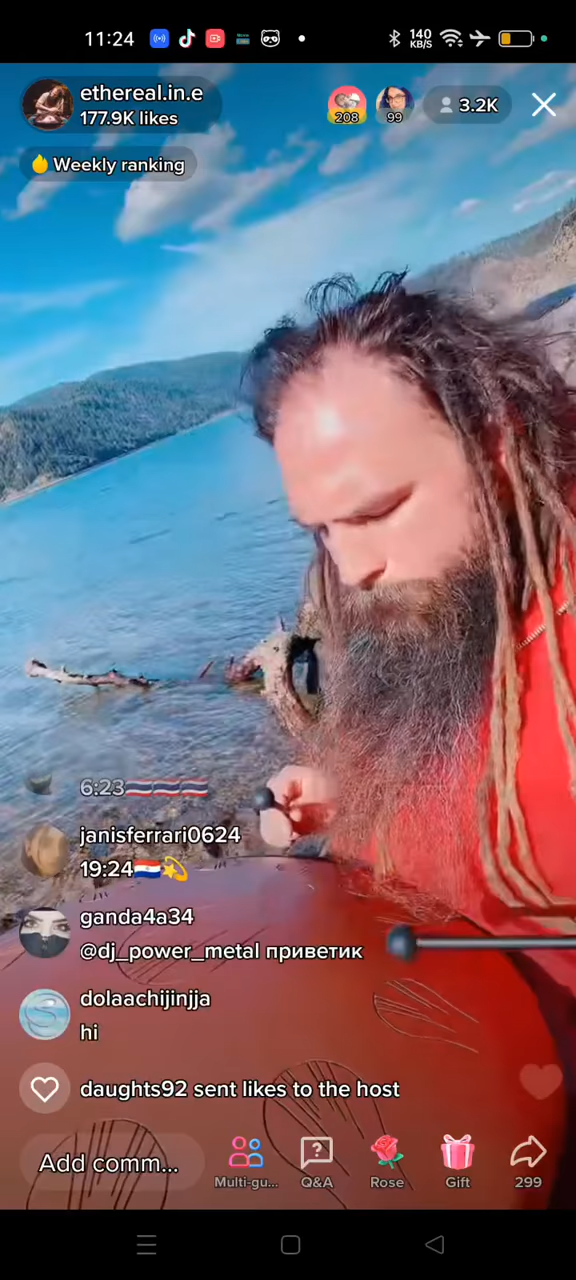 11:24
140
KB/S
ethereal.in.e
177.9K likes
208
99
3.2K
Weekly ranking
6:23🇹🇭🇹🇭🇹🇭
janisferrari0624
19:24🇵🇾💫
ganda4a34
@dj_power_metal приветик
dolaachijinjja
hi
daughts92 sent likes to the host
Add comm...
Multi-gu...
Q&A
Rose
Gift
299